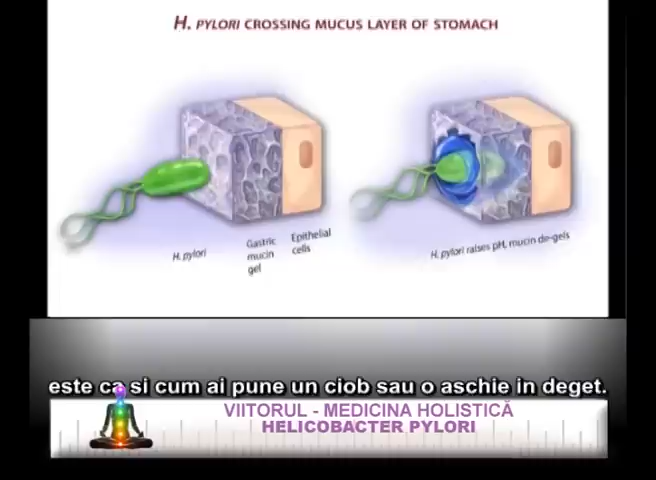 H. PYLORI CROSSING MUCUS LAYER OF STOMACH
H. pylori
Gastric
mucin
gel
Epithelial
cells
H. pylori raises pH, mucin de-gels
este ca si cum ai pune un ciob sau o aschie in deget.
VIITORUL - MEDICINA HOLISTICĂ
HELICOBACTER PYLORI